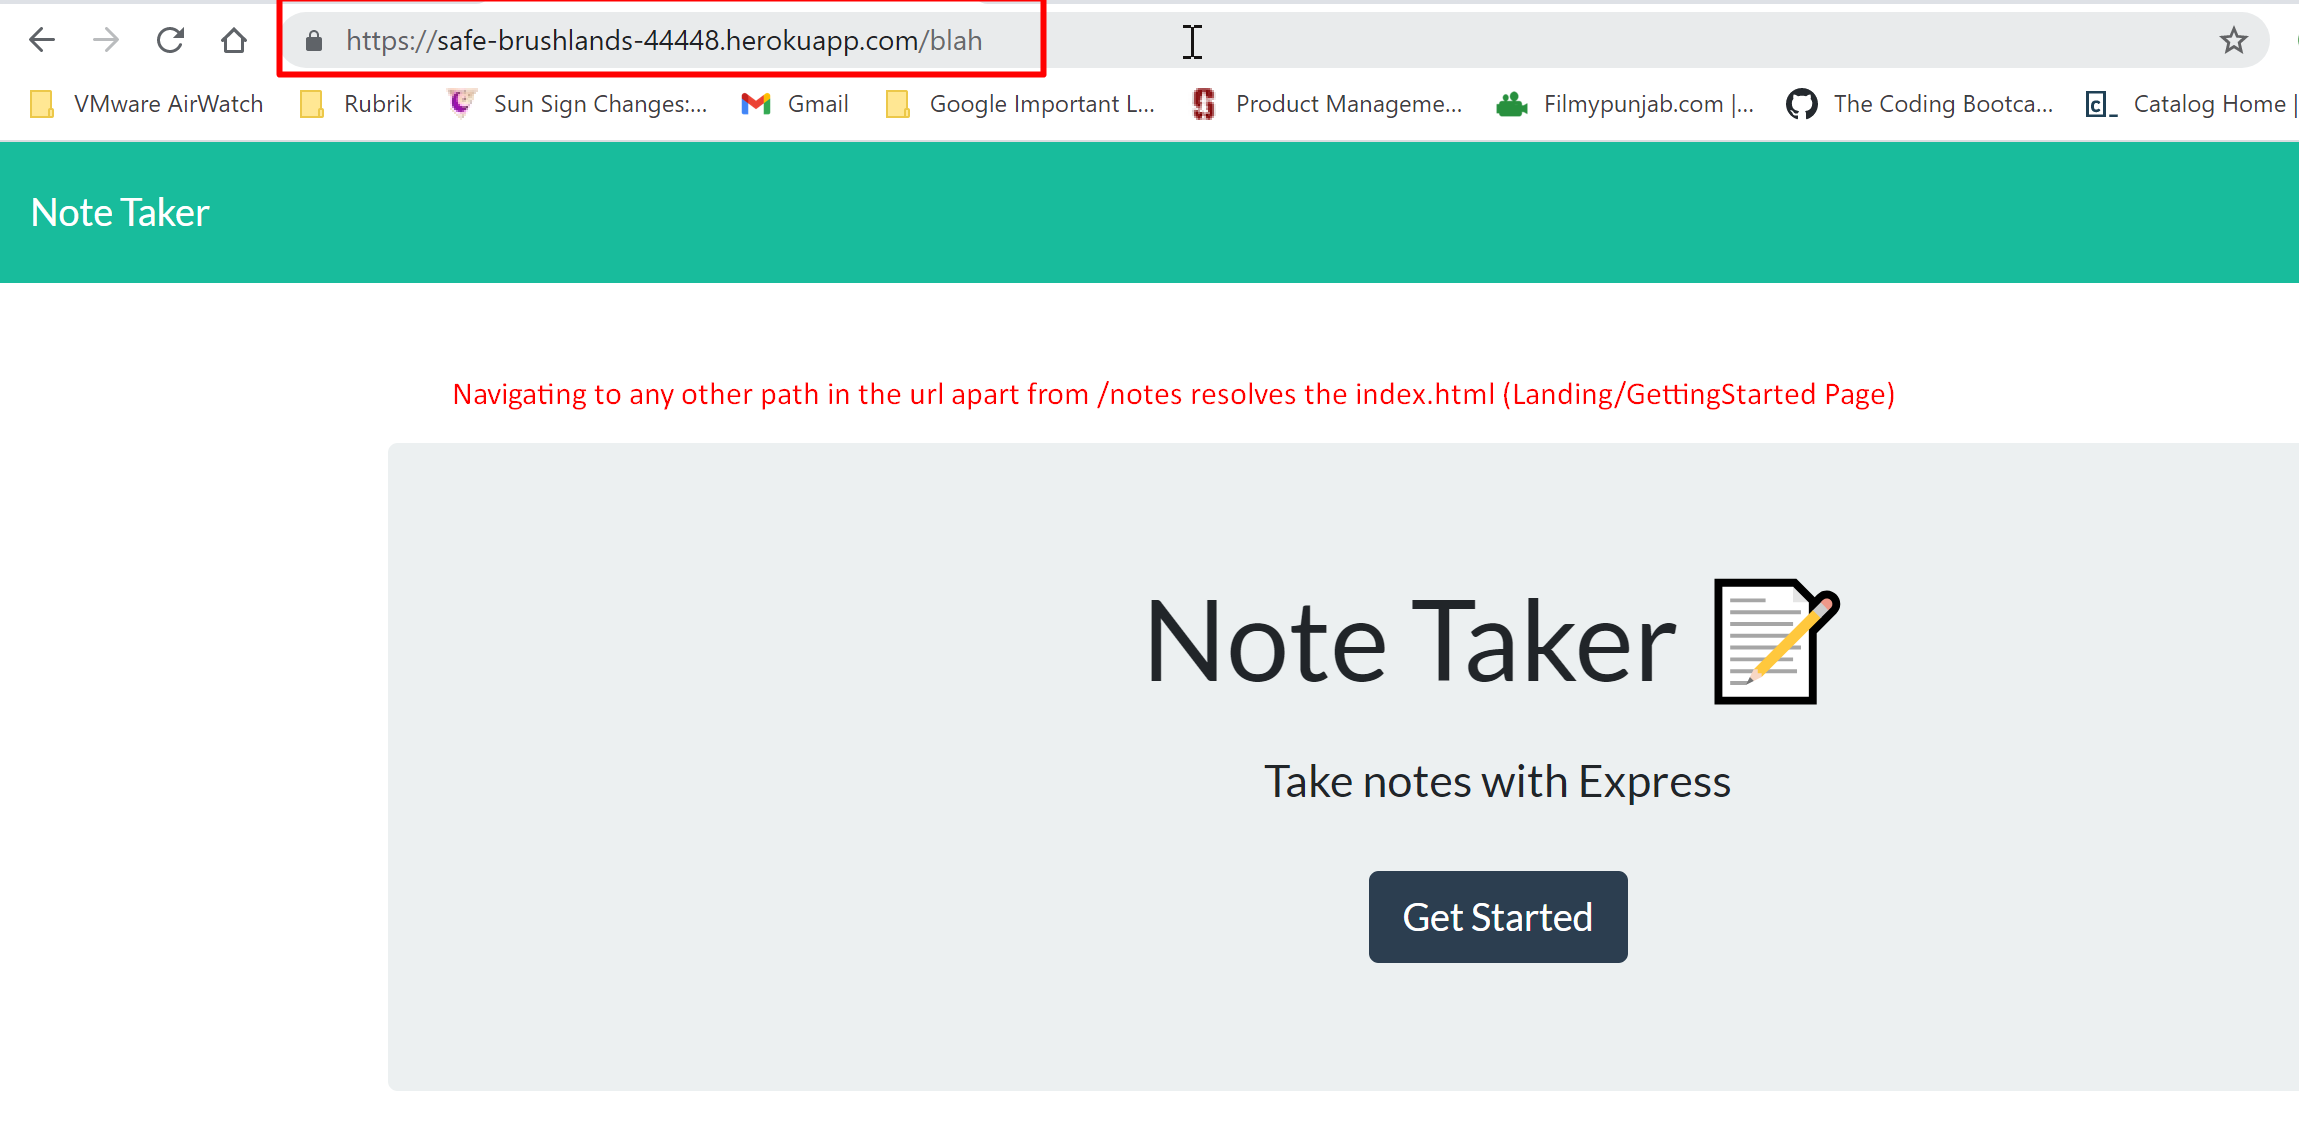 https://safe-brushlands-44448.herokuapp.com/blah
VMware AirWatch Rubrik Sun Sign Changes:... Gmail Google Important L... Product Manageme... Filmypunjab.com |... The Coding Bootca... Catalog Home |
Note Taker
Navigating to any other path in the url apart from /notes resolves the index.html (Landing/GettingStarted Page)
Note Taker
Take notes with Express
Get Started